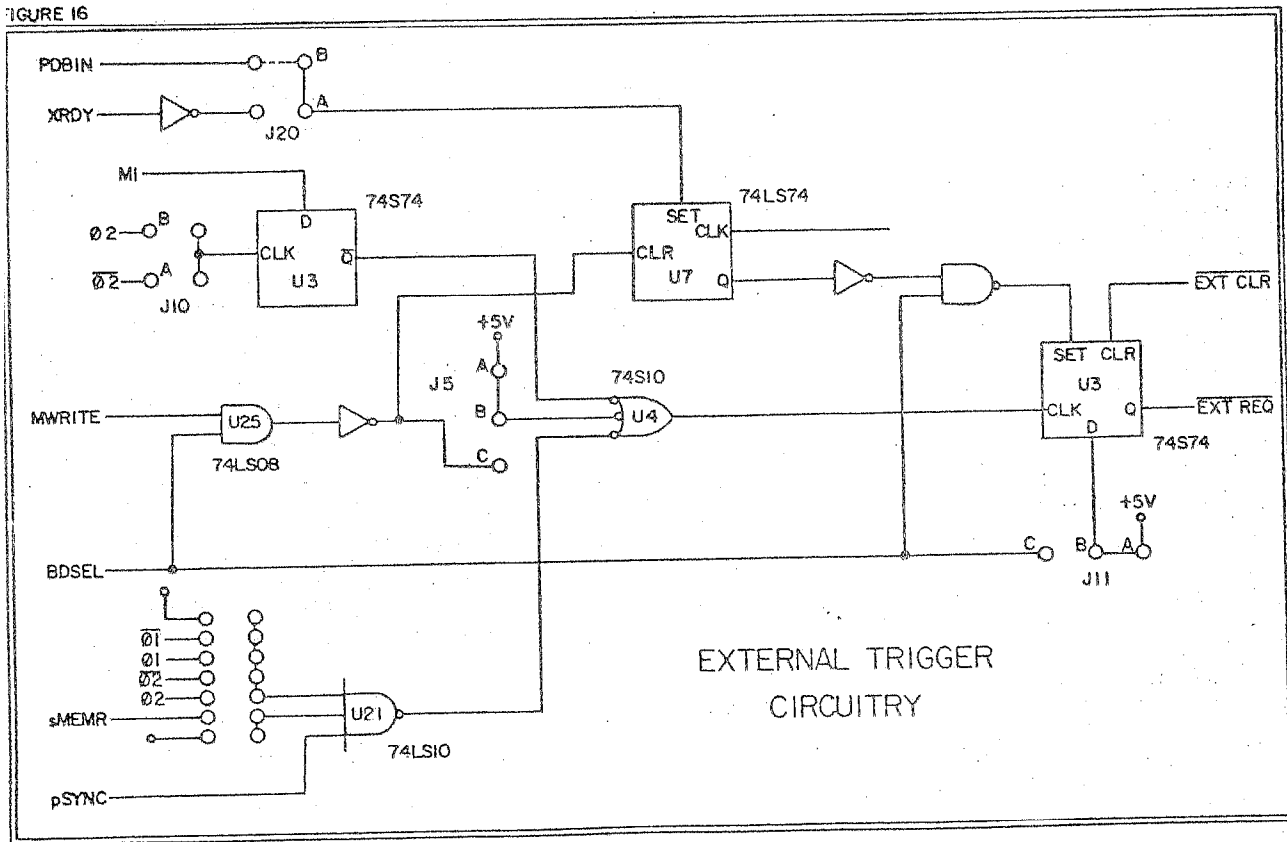 FIGURE 16
PDBIN
B
XRDY
A
J20
M1
74S74
74LS74
D
SET
CLK
Ø2
B
CLK
Q̅
CLR
U3
U7
Q
Ø2̅
A
J10
EXT CLR
+5V
SET CLR
U3
J5
A
74S10
CLK
Q
EXT REQ
MWRITE
U25
B
U4
D
74S74
74LS08
C
+5V
BDSEL
C
B
A
J11
Ø1̅
Ø1
Ø2̅
Ø2
sMEMR
U21
74LS10
pSYNC
EXTERNAL TRIGGER
CIRCUITRY